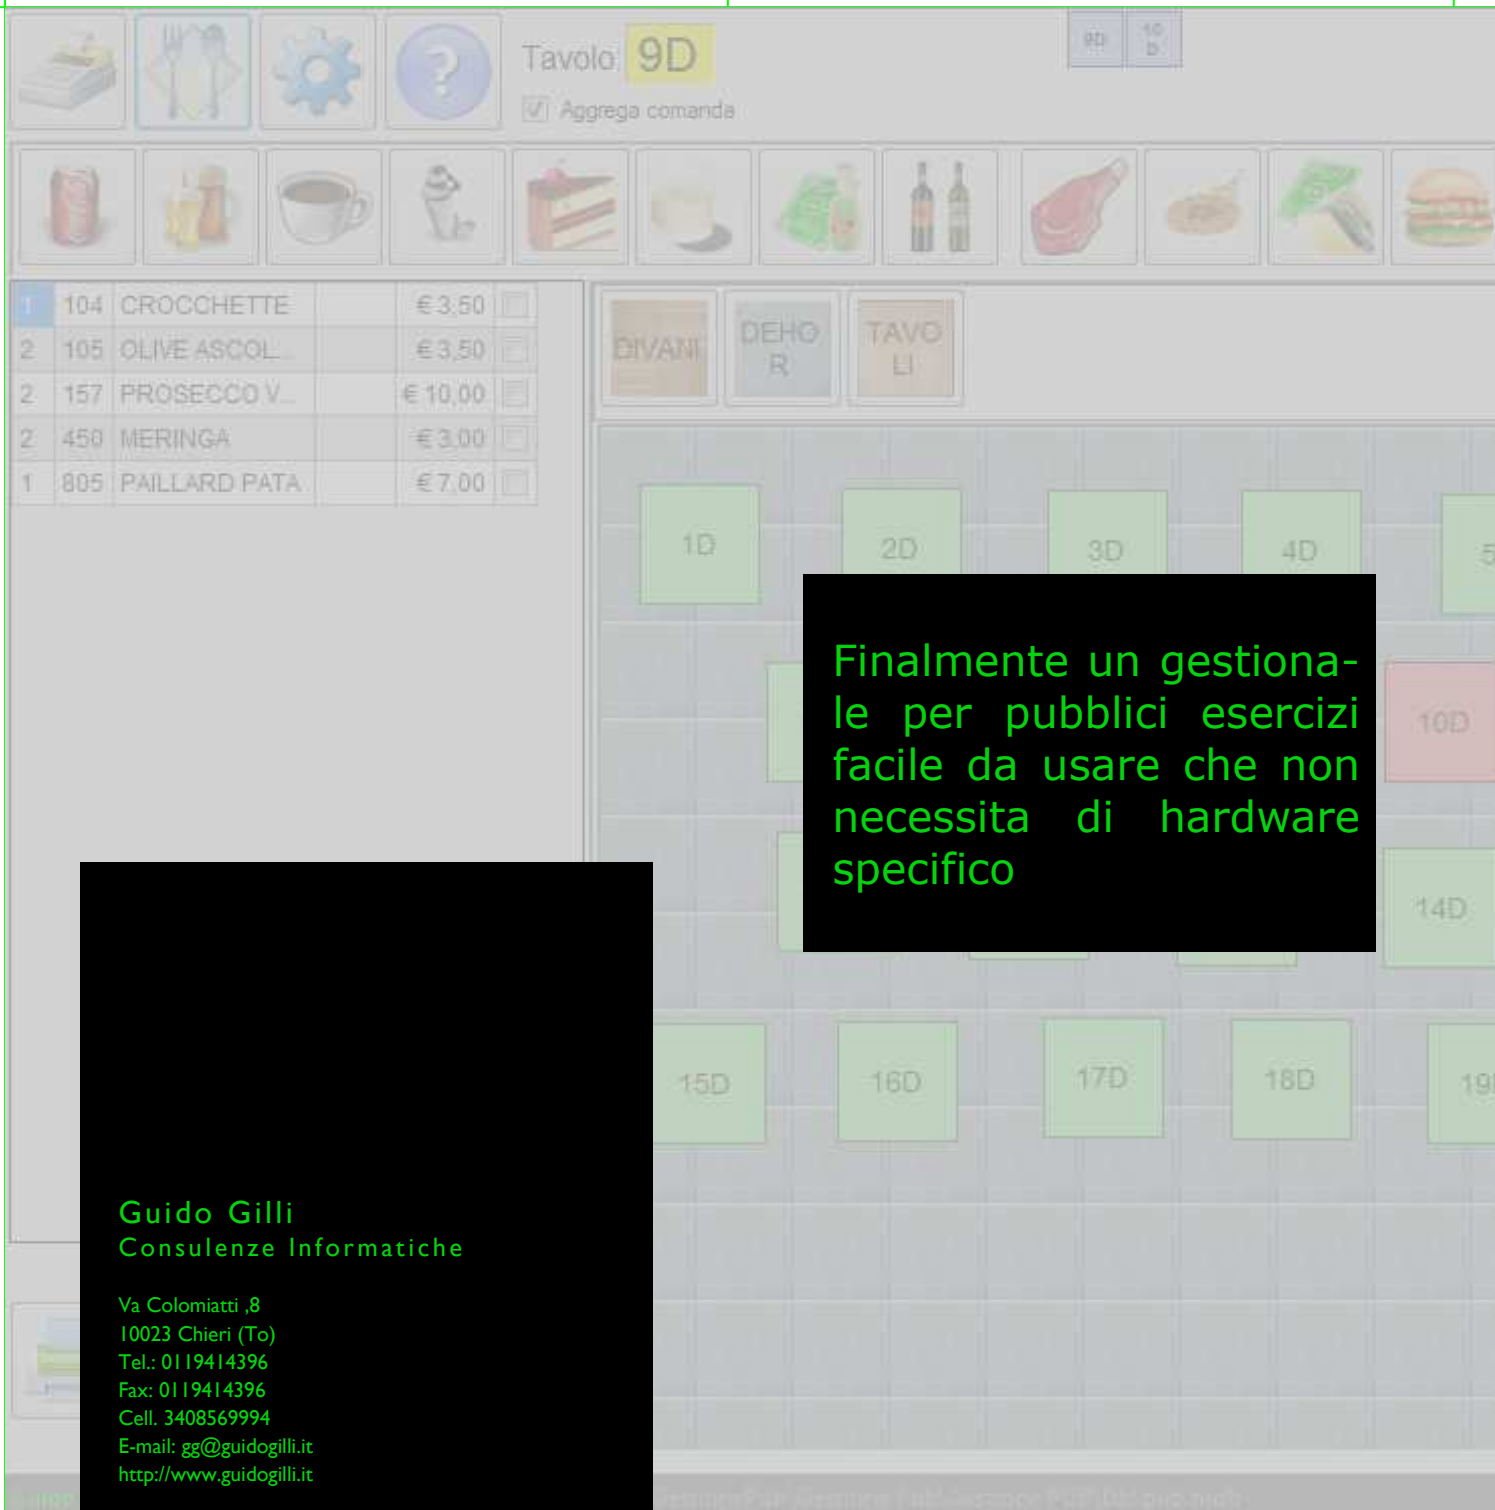 Tavolo: 9D
9D
10 D
Aggrega comanda
1 104 CROCCHETTE € 3,50
2 105 OLIVE ASCOL... € 3,50
2 157 PROSECCO V... € 10,00
2 450 MERINGA € 3,00
1 805 PAILLARD PATA € 7,00
DIVANI
DEHO
R
TAVO
LI
1D 2D 3D 4D
Finalmente un gestiona-
le per pubblici esercizi
facile da usare che non
necessita di hardware
specifico
10D
14D
15D 16D 17D 18D
Guido Gilli
Consulenze Informatiche
Va Colomiatti ,8
10023 Chieri (To)
Tel.: 0119414396
Fax: 0119414396
Cell. 3408569994
E-mail: gg@guidogilli.it
http://www.guidogilli.it